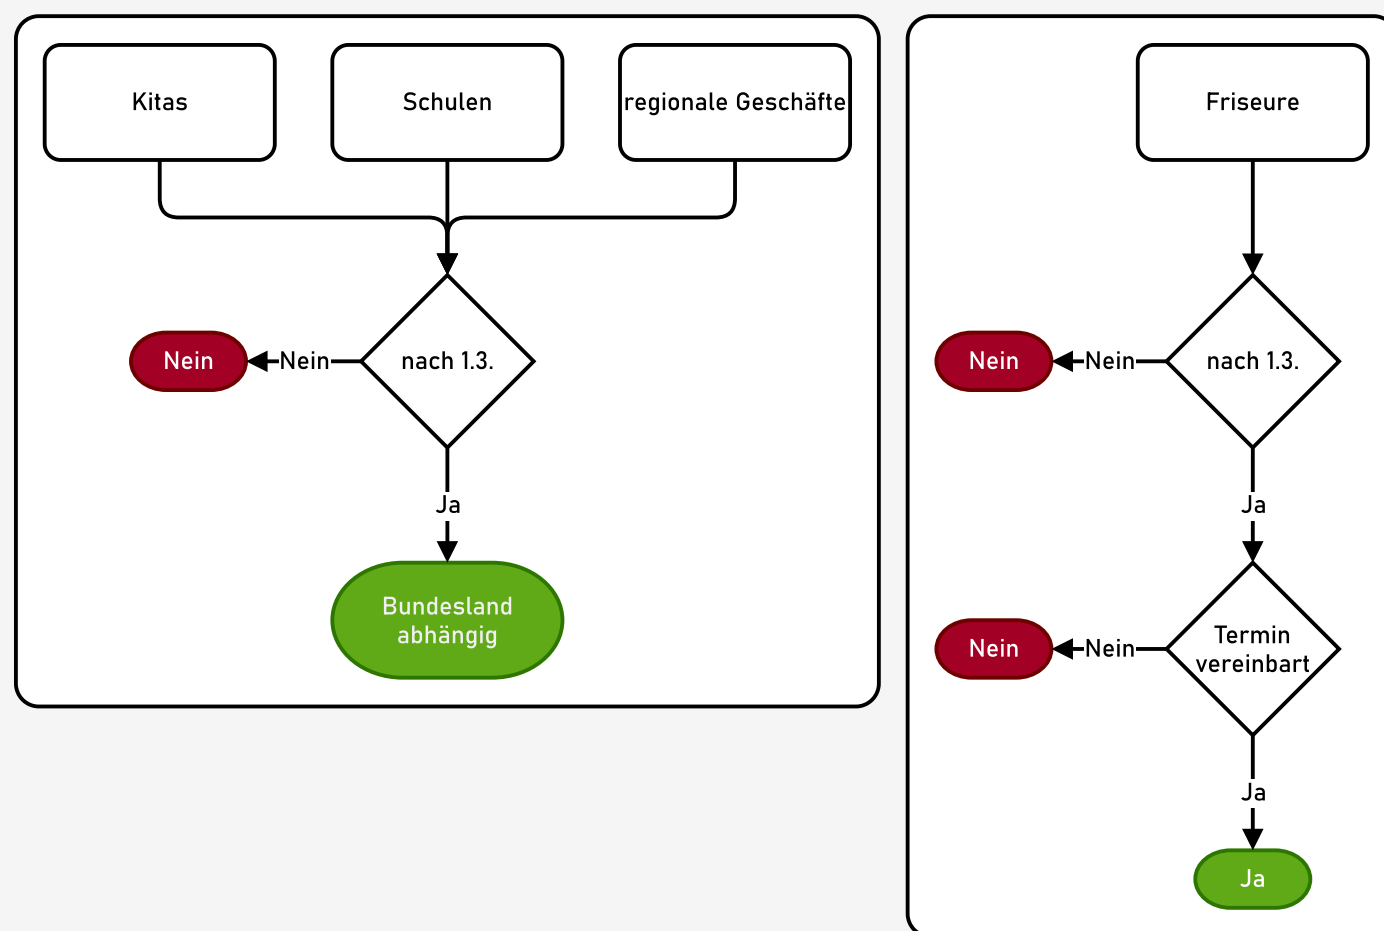 Kitas
Schulen
regionale Geschäfte
Nein
Nein
nach 1.3.
Ja
Bundesland
abhängig
Friseure
Nein
Nein
nach 1.3.
Ja
Nein
Nein
Termin
vereinbart
Ja
Ja